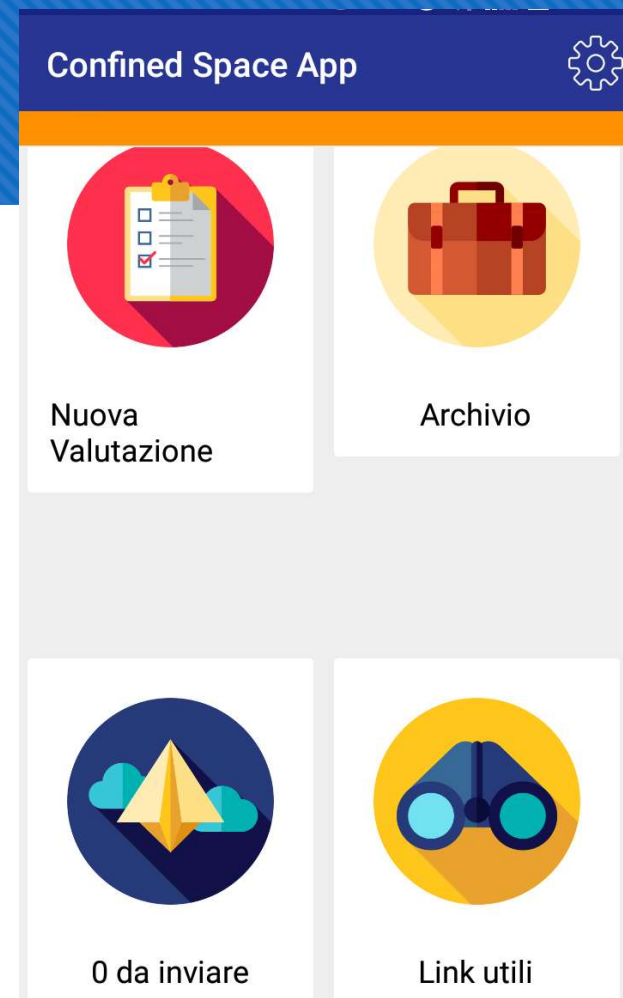 Confined Space App
Nuova
Valutazione
Archivio
0 da inviare
Link utili